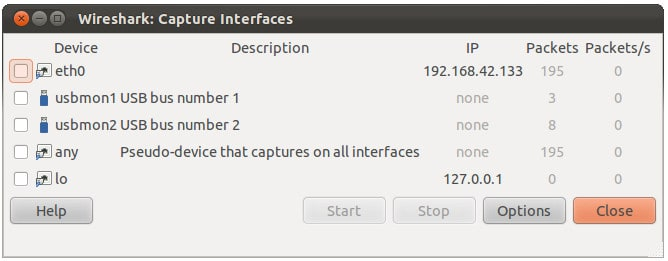 Wireshark: Capture Interfaces
Device Description IP Packets Packets/s
eth0 192.168.42.133 195 0
usbmon1 USB bus number 1 none 3 0
usbmon2 USB bus number 2 none 8 0
any Pseudo-device that captures on all interfaces none 195 0
lo 127.0.0.1 0 0
Help Start Stop Options Close